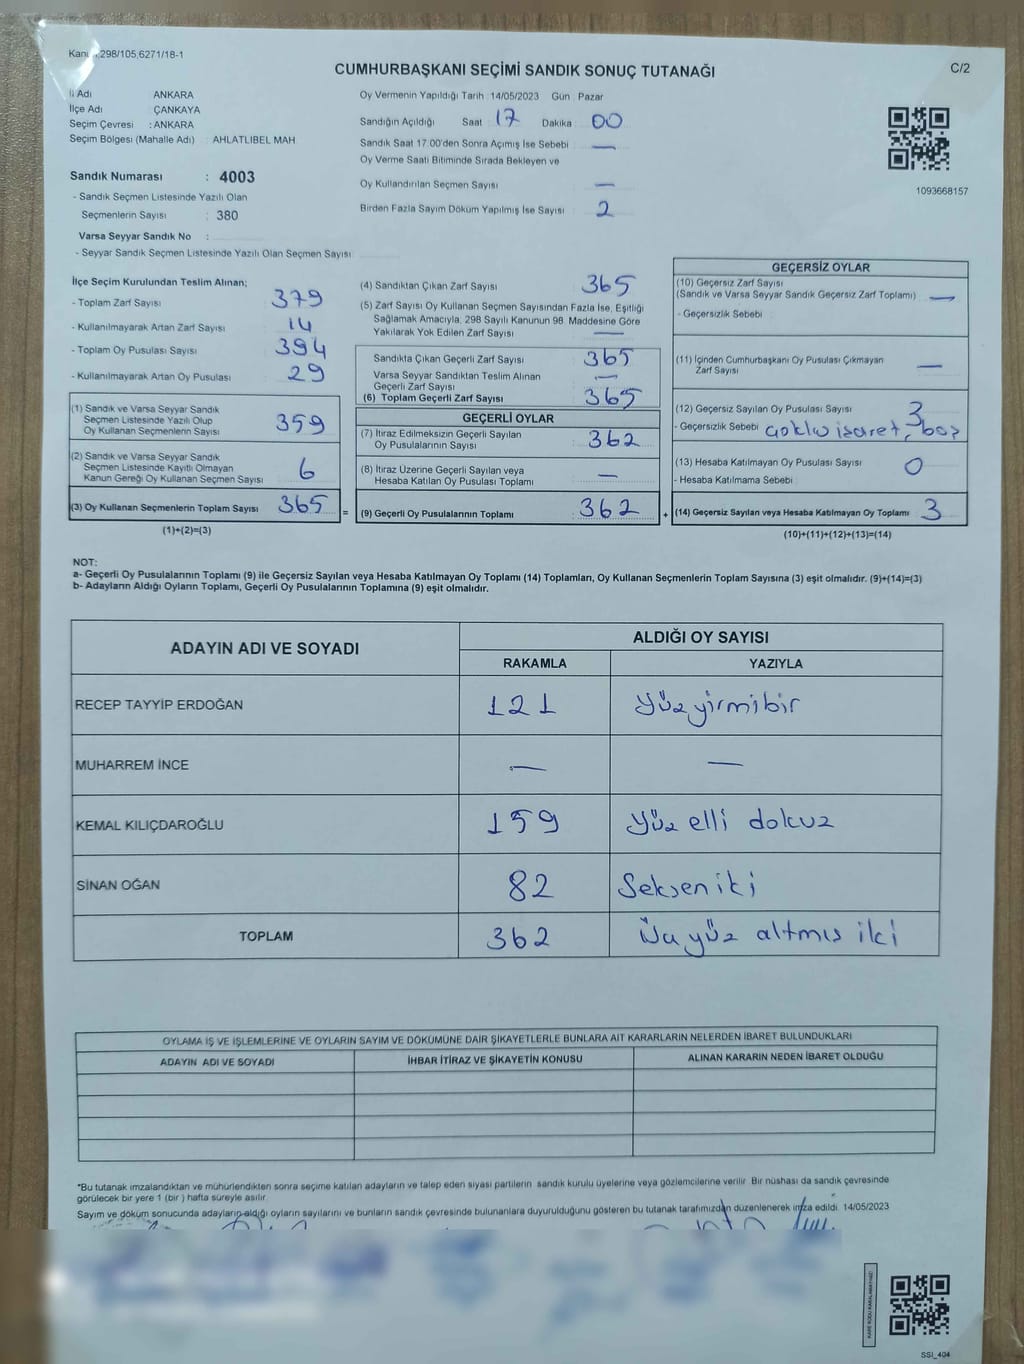 Kanun 298/105,6271/18-1
CUMHURBAŞKANI SEÇİMİ SANDIK SONUÇ TUTANAĞI
C/2
İl Adı ANKARA
İlçe Adı ÇANKAYA
Seçim Çevresi : ANKARA
Seçim Bölgesi (Mahalle Adı) AHLATLIBEL MAH
Sandık Numarası : 4003
- Sandık Seçmen Listesinde Yazılı Olan
Seçmenlerin Sayısı : 380
Varsa Seyyar Sandık No :
- Seyyar Sandık Seçmen Listesinde Yazılı Olan Seçmen Sayısı
Oy Vermenin Yapıldığı Tarih : 14/05/2023 Gün : Pazar
Sandığın Açıldığı Saat 17 Dakika 00
Sandık Saat 17:00'den Sonra Açılmış İse Sebebi —
Oy Verme Saati Bitiminde Sırada Bekleyen ve
Oy Kullandırılan Seçmen Sayısı —
Birden Fazla Sayım Döküm Yapılmış İse Sayısı 2
1093668157
İlçe Seçim Kurulundan Teslim Alınan;
- Toplam Zarf Sayısı 379
- Kullanılmayarak Artan Zarf Sayısı 14
- Toplam Oy Pusulası Sayısı 394
- Kullanılmayarak Artan Oy Pusulası 29
(1) Sandık ve Varsa Seyyar Sandık
Seçmen Listesinde Yazılı Olup
Oy Kullanan Seçmenlerin Sayısı 359
(2) Sandık ve Varsa Seyyar Sandık
Seçmen Listesinde Kayıtlı Olmayan
Kanun Gereği Oy Kullanan Seçmen Sayısı 6
(3) Oy Kullanan Seçmenlerin Toplam Sayısı 365
(1)+(2)=(3)
(4) Sandıktan Çıkan Zarf Sayısı 365
(5) Zarf Sayısı Oy Kullanan Seçmen Sayısından Fazla İse, Eşitliği
Sağlamak Amacıyla, 298 Sayılı Kanunun 98. Maddesine Göre
Yakılarak Yok Edilen Zarf Sayısı —
Sandıkta Çıkan Geçerli Zarf Sayısı 365
Varsa Seyyar Sandıktan Teslim Alınan
Geçerli Zarf Sayısı —
(6) Toplam Geçerli Zarf Sayısı 365
GEÇERLİ OYLAR
(7) İtiraz Edilmeksizin Geçerli Sayılan
Oy Pusulalarının Sayısı 362
(8) İtiraz Üzerine Geçerli Sayılan veya
Hesaba Katılan Oy Pusulası Toplamı —
= (9) Geçerli Oy Pusulalarının Toplamı 362
GEÇERSİZ OYLAR
(10) Geçersiz Zarf Sayısı
(Sandık ve Varsa Seyyar Sandık Geçersiz Zarf Toplamı) —
- Geçersizlik Sebebi
(11) İçinden Cumhurbaşkanı Oy Pusulası Çıkmayan
Zarf Sayısı —
(12) Geçersiz Sayılan Oy Pusulası Sayısı 3
- Geçersizlik Sebebi
(13) Hesaba Katılmayan Oy Pusulası Sayısı 0
- Hesaba Katılmama Sebebi
+ (14) Geçersiz Sayılan veya Hesaba Katılmayan Oy Toplamı 3
(10)+(11)+(12)+(13)=(14)
NOT:
a- Geçerli Oy Pusulalarının Toplamı (9) ile Geçersiz Sayılan veya Hesaba Katılmayan Oy Toplamı (14) Toplamları, Oy Kullanan Seçmenlerin Toplam Sayısına (3) eşit olmalıdır. (9)+(14)=(3)
b- Adayların Aldığı Oyların Toplamı, Geçerli Oy Pusulalarının Toplamına (9) eşit olmalıdır.
ADAYIN ADI VE SOYADI ALDIĞI OY SAYISI
RAKAMLA YAZIYLA
RECEP TAYYİP ERDOĞAN 121 Yüzyirmibir
MUHARREM İNCE — —
KEMAL KILIÇDAROĞLU 159 Yüz elli dokuz
SİNAN OĞAN 82 Seksen iki
TOPLAM 362 Üçyüz altmış iki
OYLAMA İŞ VE İŞLEMLERİNE VE OYLARIN SAYIM VE DÖKÜMÜNE DAİR ŞİKAYETLERLE BUNLARA AİT KARARLARIN NELERDEN İBARET BULUNDUKLARI
ADAYIN ADI VE SOYADI İHBAR İTİRAZ VE ŞİKAYETİN KONUSU ALINAN KARARIN NEDEN İBARET OLDUĞU
*Bu tutanak imzalandıktan ve mühürlendikten sonra seçime katılan adayların ve talep eden siyasi partilerin sandık kurulu üyelerine veya gözlemcilerine verilir. Bir nüshası da sandık çevresinde
görülecek bir yere 1 (bir) hafta süreyle asılır.
Sayım ve döküm sonucunda adayların aldığı oyların sayılarını ve bunların sandık çevresinde bulunanlara duyurulduğunu gösteren bu tutanak tarafımızdan düzenlenerek imza edildi. 14/05/2023
SSI_404